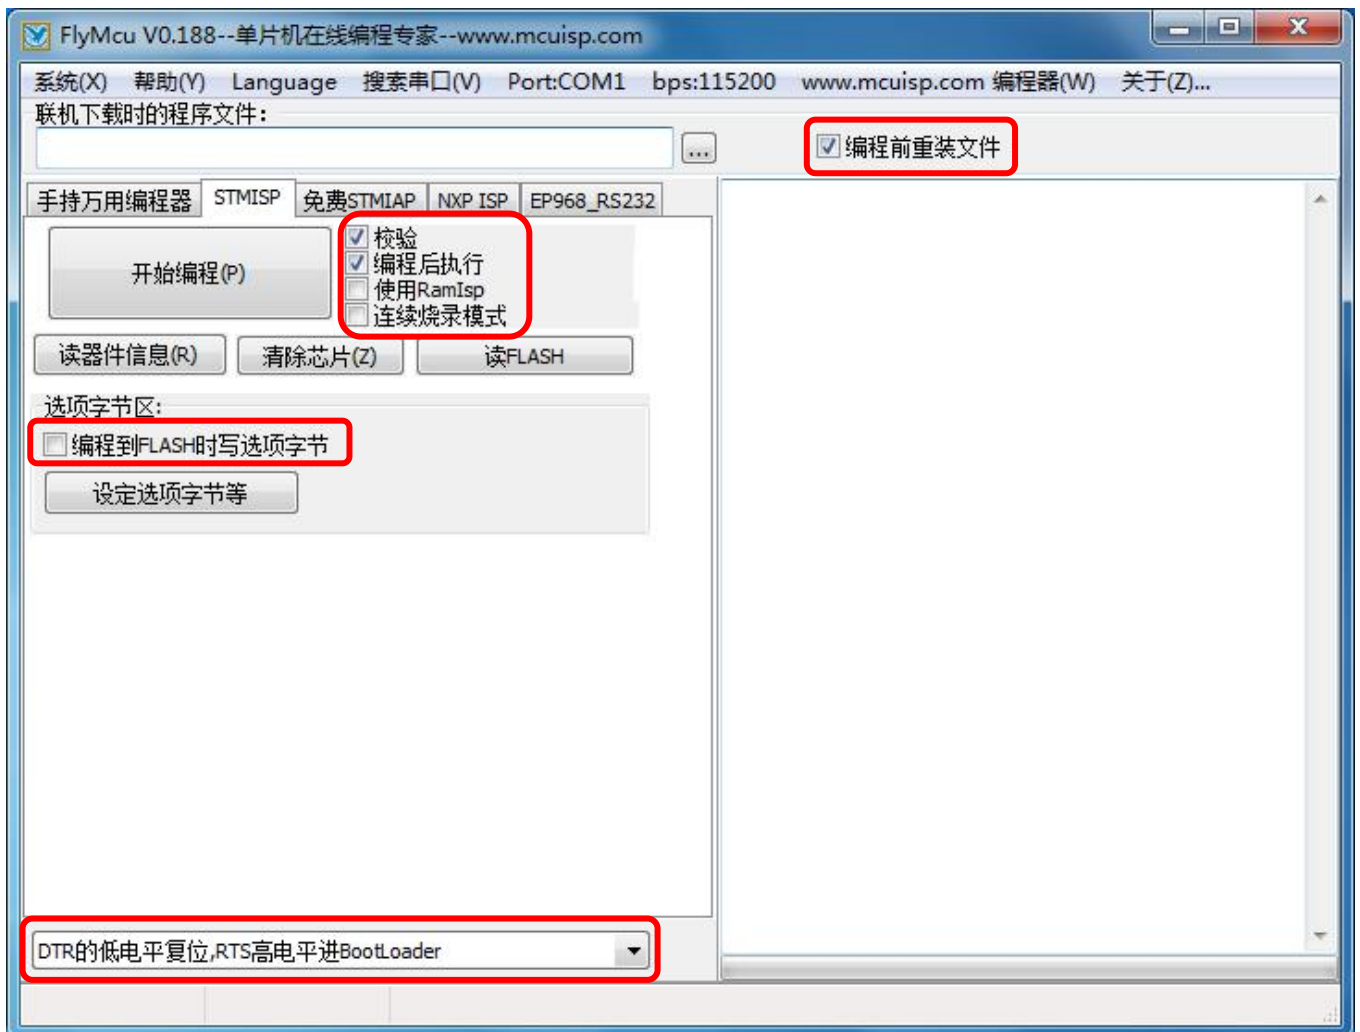 FlyMcu V0.188--单片机在线编程专家--www.mcuisp.com
系统(X) 帮助(Y) Language 搜素串口(V) Port:COM1 bps:115200 www.mcuisp.com 编程器(W) 关于(Z)...
联机下载时的程序文件:
...
编程前重装文件
手持万用编程器 STMISP 免费STMIAP NXP ISP EP968_RS232
开始编程(P)
校验
编程后执行
使用RamIsp
连续烧录模式
读器件信息(R) 清除芯片(Z) 读FLASH
选项字节区:
编程到FLASH时写选项字节
设定选项字节等
DTR的低电平复位,RTS高电平进BootLoader